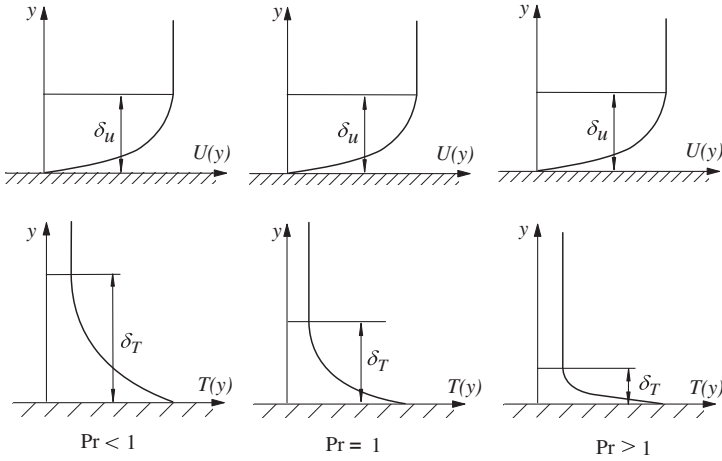 y
δu
U(y)
y
δu
U(y)
y
δu
U(y)
y
δT
T(y)
Pr < 1
y
δT
T(y)
Pr = 1
y
δT
T(y)
Pr > 1